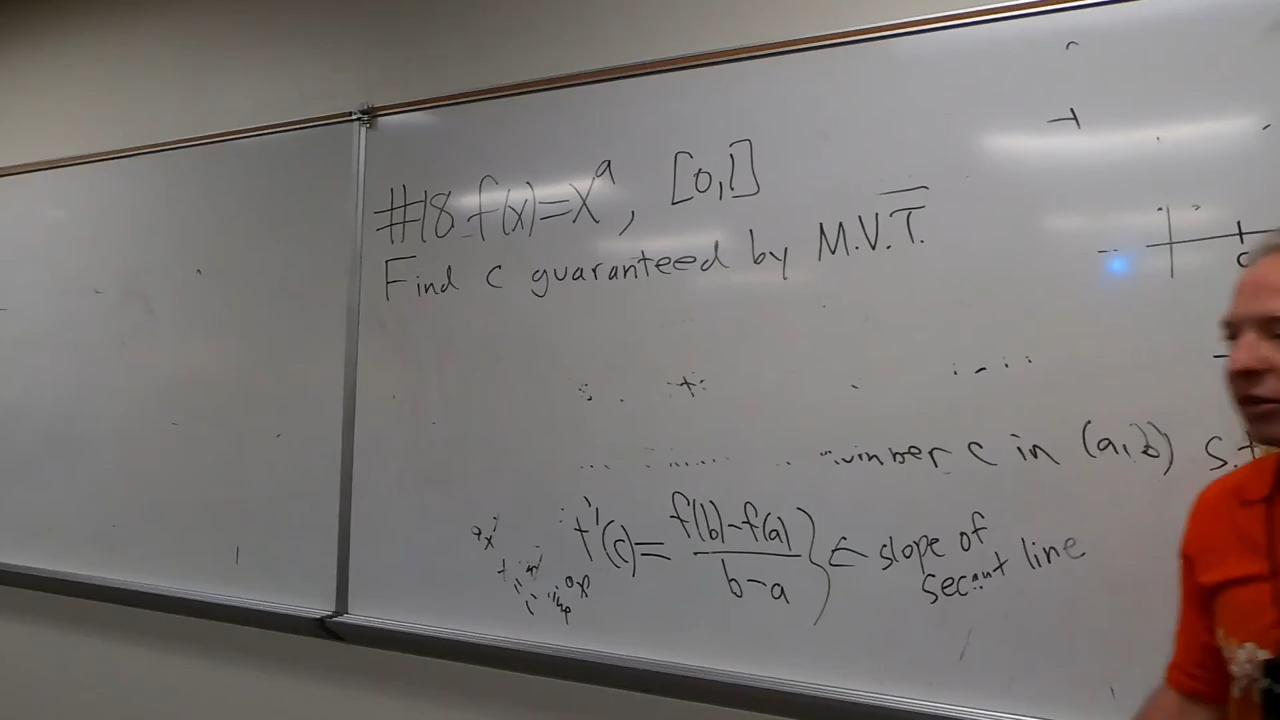 #18 f(x)=x^9, [0,1]
Find c guaranteed by M.V.T.
number c in (a,b) s.t
f'(c)= f(b)-f(a) / b-a } ← slope of secant line